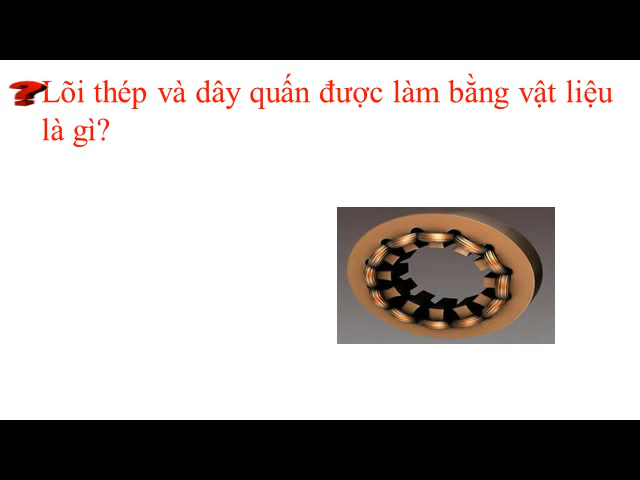 Lõi thép và dây quấn được làm bằng vật liệu
là gì?